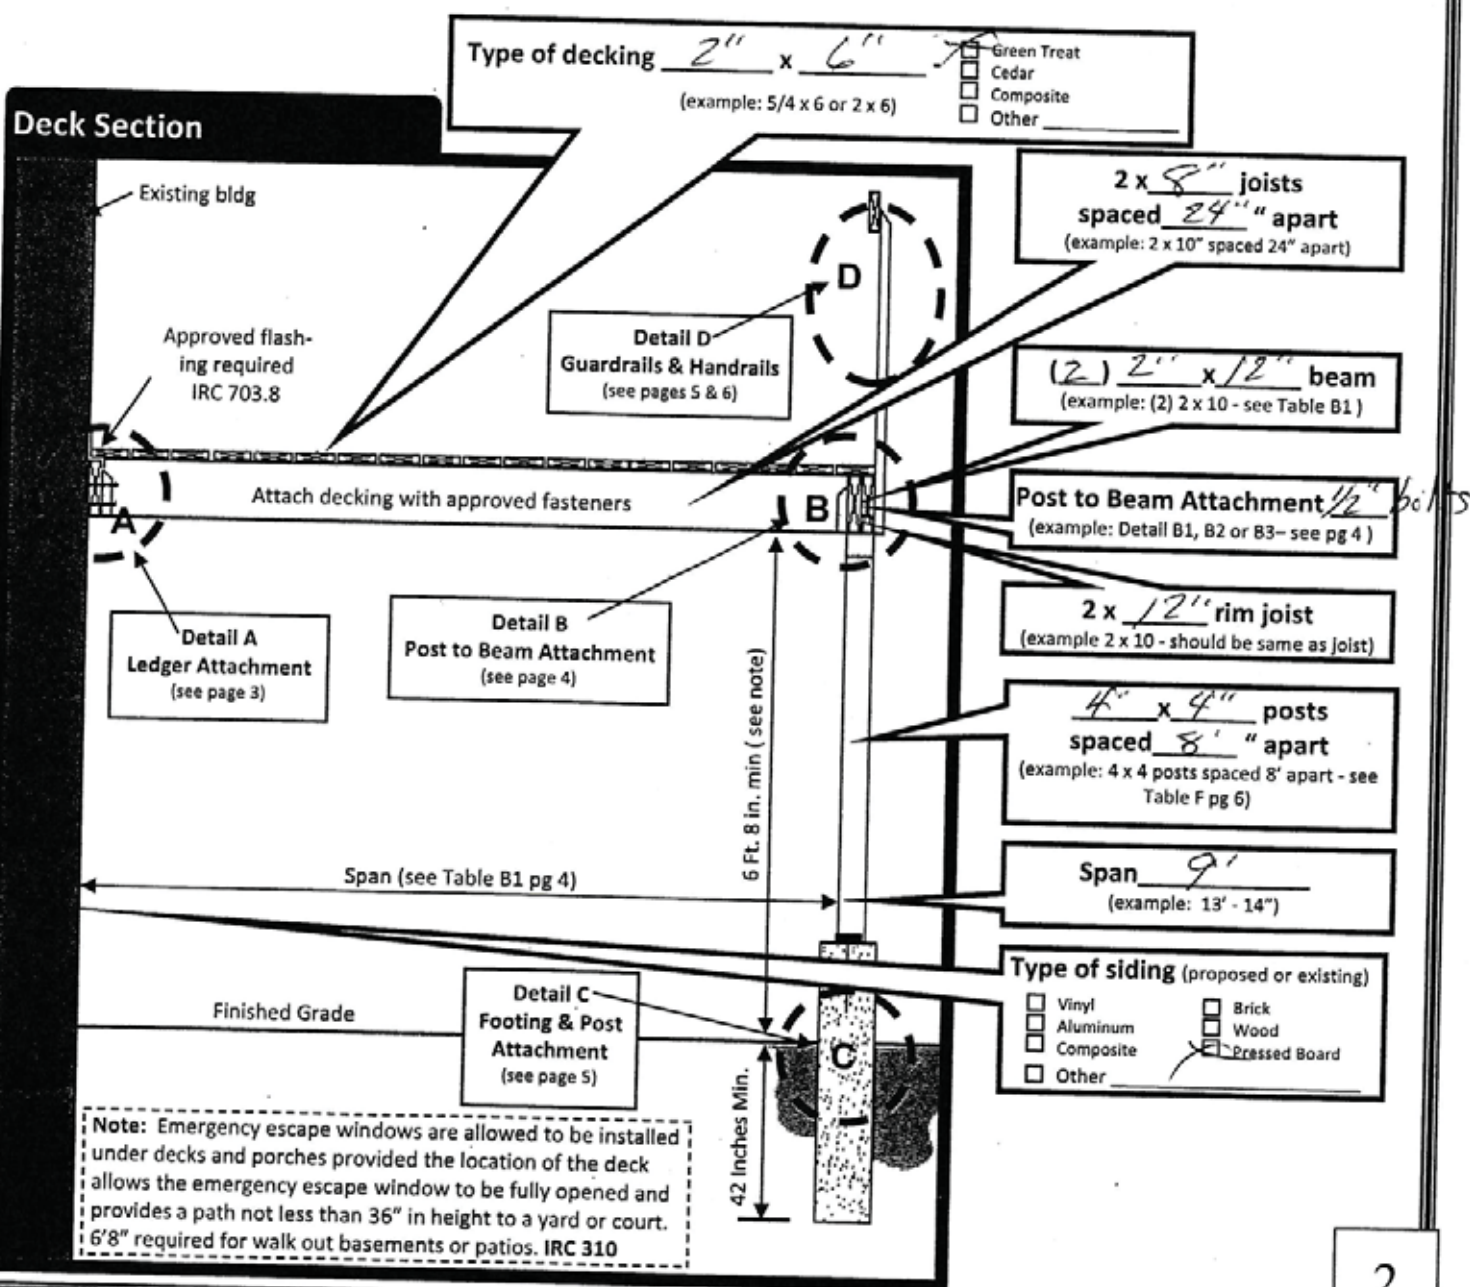 Type of decking 2" x 6"
(example: 5/4 x 6 or 2 x 6)
Green Treat
Cedar
Composite
Other
Deck Section
Existing bldg
Approved flash-
ing required
IRC 703.8
2 x 8" joists
spaced 24" " apart
(example: 2 x 10" spaced 24" apart)
D
Detail D
Guardrails & Handrails
(see pages 5 & 6)
(2) 2" x 12" beam
(example: (2) 2 x 10 - see Table B1 )
Attach decking with approved fasteners
A
B
Post to Beam Attachment 1/2" bolts
(example: Detail B1, B2 or B3– see pg 4 )
Detail A
Ledger Attachment
(see page 3)
Detail B
Post to Beam Attachment
(see page 4)
2 x 12" rim joist
(example 2 x 10 - should be same as joist)
6 Ft. 8 in. min ( see note)
4" x 4" posts
spaced 8' " apart
(example: 4 x 4 posts spaced 8' apart - see
Table F pg 6)
Span (see Table B1 pg 4)
Span 9'
(example: 13' - 14")
Type of siding (proposed or existing)
Vinyl
Aluminum
Composite
Other
Brick
Wood
Pressed Board
Finished Grade
Detail C
Footing & Post
Attachment
(see page 5)
C
42 Inches Min.
Note: Emergency escape windows are allowed to be installed
under decks and porches provided the location of the deck
allows the emergency escape window to be fully opened and
provides a path not less than 36" in height to a yard or court.
6'8" required for walk out basements or patios. IRC 310
2